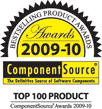 BESTSELLING PRODUCT AWARDS
Awards
2009-10
ComponentSource®
The Definitive Source of Software Components
TOP 100 PRODUCT
ComponentSource® Awards 2009-10